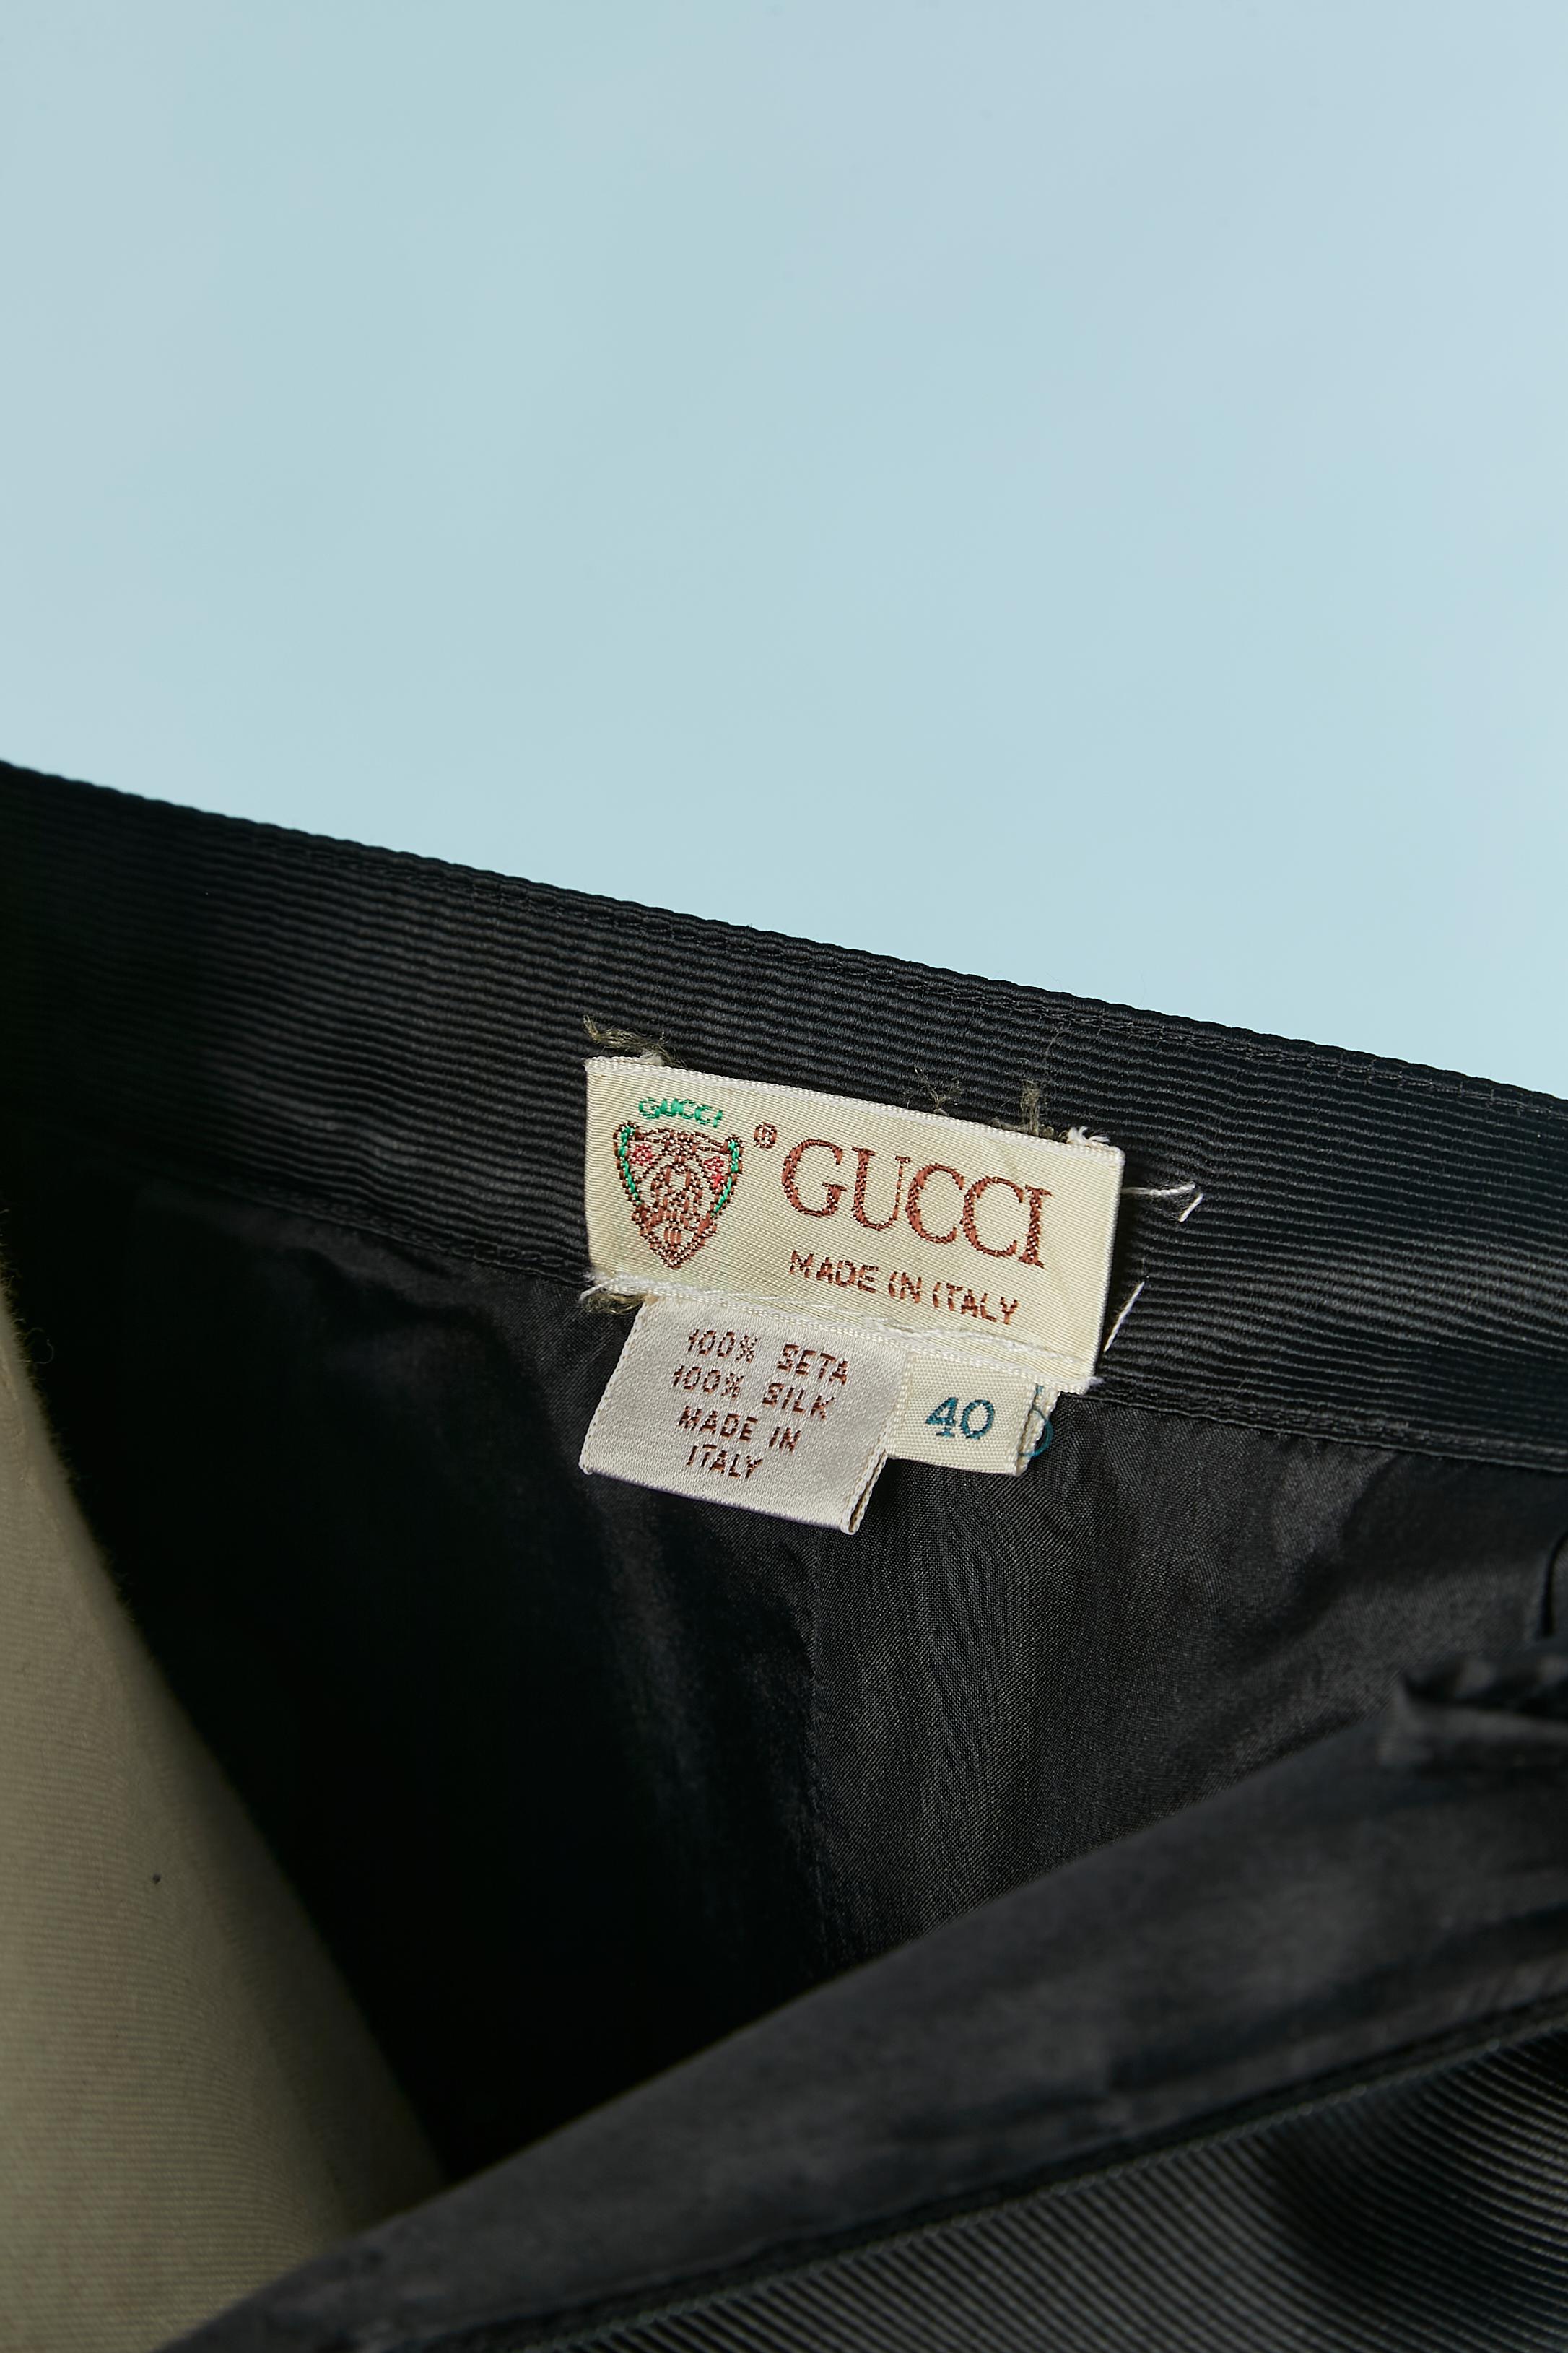 GUCCI
® GUCCI
MADE IN ITALY
100% SETA
100% SILK
MADE IN
ITALY
40